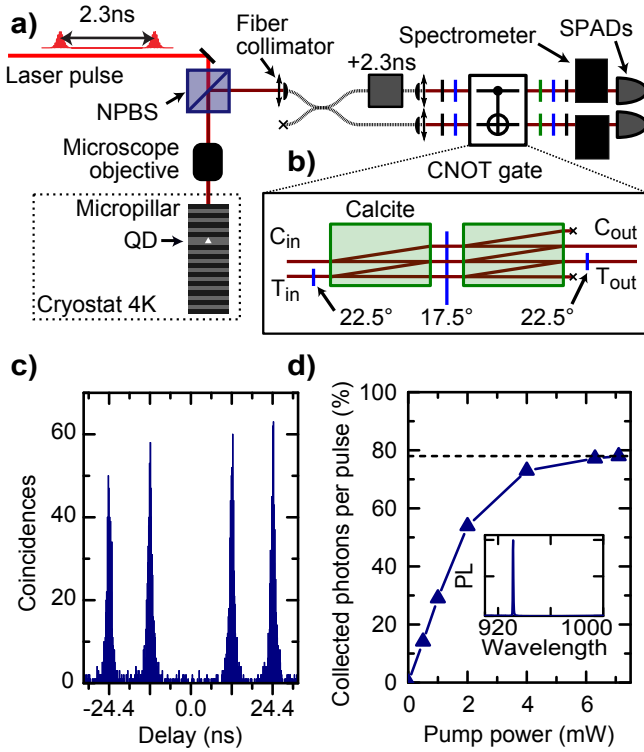 a)
2.3ns
Laser pulse
NPBS
Fiber
collimator
+2.3ns
Spectrometer
SPADs
Microscope
objective
Micropillar
QD
Cryostat 4K
CNOT gate
b)
Calcite
C_in
C_out
T_in
T_out
22.5°
17.5°
22.5°
c)
Coincidences
60
40
20
0
-24.4
0.0
24.4
Delay (ns)
d)
Collected photons per pulse (%)
100
80
60
40
20
0
PL
920
1000
Wavelength
0
2
4
6
Pump power (mW)